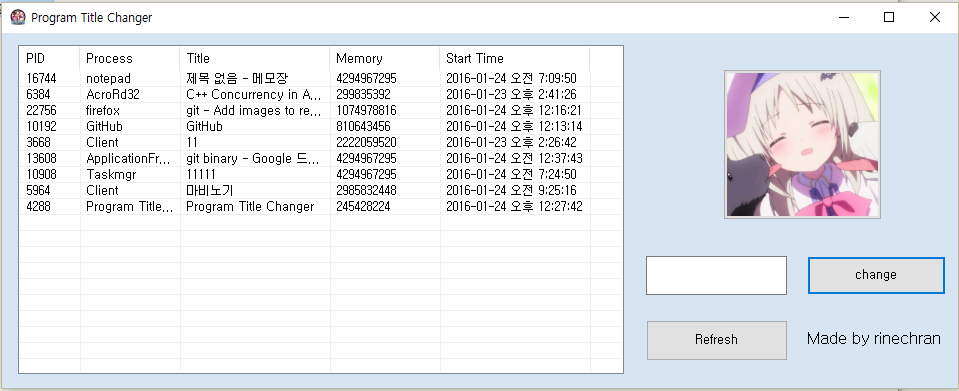 Program Title Changer
PID Process Title Memory Start Time
16744 notepad 제목 없음 - 메모장 4294967295 2016-01-24 오전 7:09:50
6384 AcroRd32 C++ Concurrency in A... 299835392 2016-01-23 오후 2:41:26
22756 firefox git - Add images to re... 1074978816 2016-01-24 오후 12:16:21
10192 GitHub GitHub 810643456 2016-01-24 오후 12:13:14
3668 Client 11 2222059520 2016-01-23 오후 2:26:42
13608 ApplicationFr... git binary - Google 드... 4294967295 2016-01-24 오전 12:37:43
10908 Taskmgr 11111 4294967295 2016-01-24 오전 7:24:50
5964 Client 마비노기 2985832448 2016-01-24 오전 9:25:16
4288 Program Title... Program Title Changer 245428224 2016-01-24 오후 12:27:42
change
Refresh
Made by rinechran